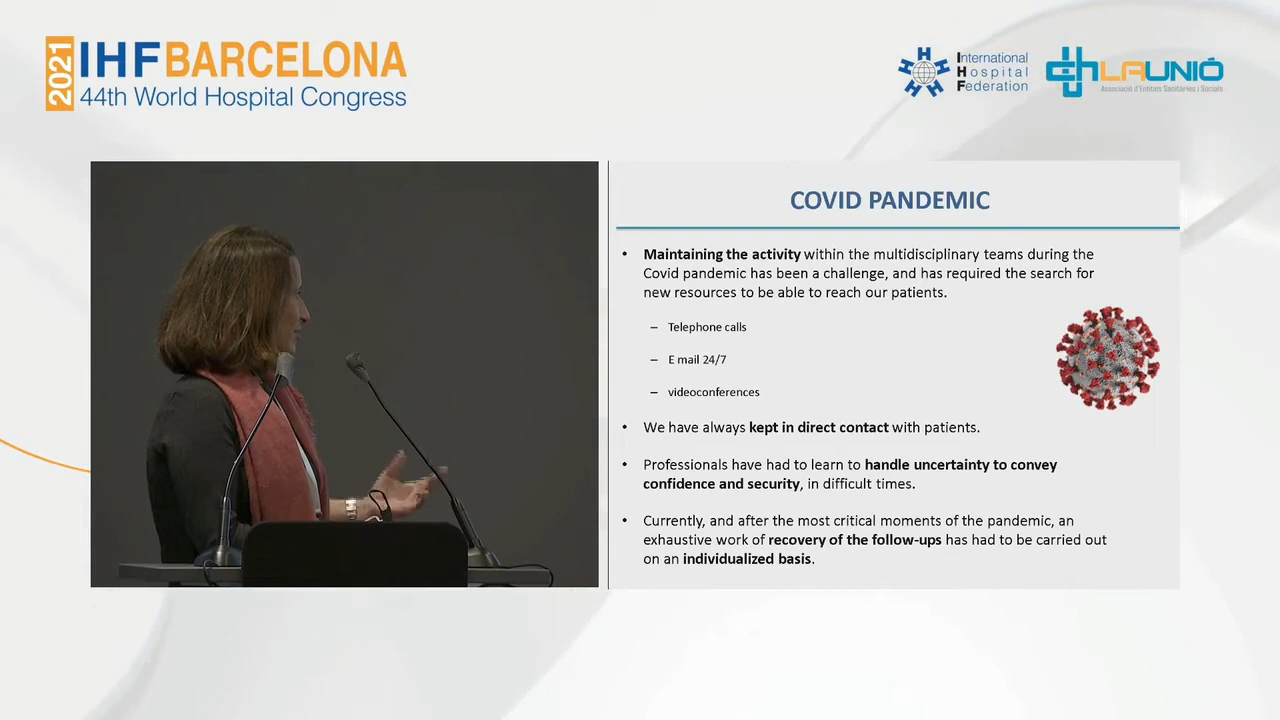 2021
IHF BARCELONA
44th World Hospital Congress
International
Hospital
Federation
LAUNIÓ
Associació d'Entitats Sanitàries i Socials
COVID PANDEMIC
• Maintaining the activity within the multidisciplinary teams during the
Covid pandemic has been a challenge, and has required the search for
new resources to be able to reach our patients.
– Telephone calls
– E mail 24/7
– videoconferences
• We have always kept in direct contact with patients.
• Professionals have had to learn to handle uncertainty to convey
confidence and security, in difficult times.
• Currently, and after the most critical moments of the pandemic, an
exhaustive work of recovery of the follow-ups has had to be carried out
on an individualized basis.